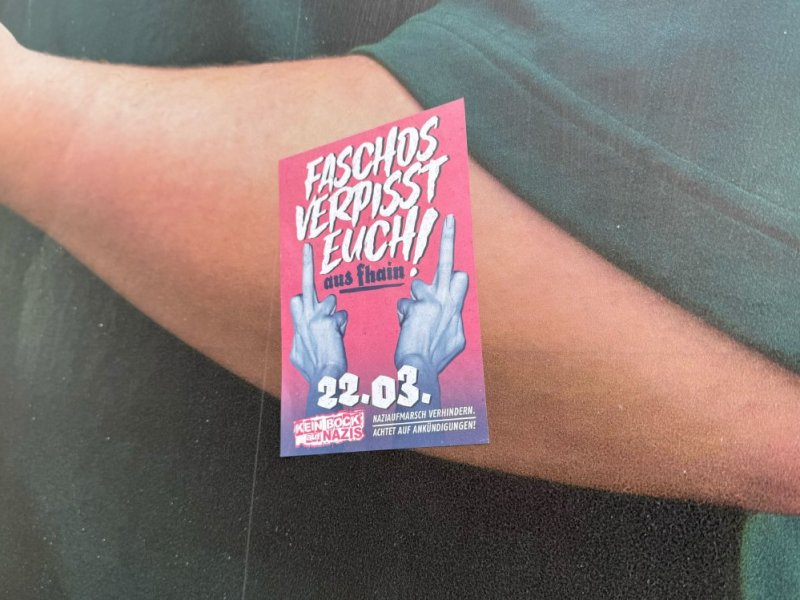 FASCHOS
VERPISST
EUCH!
aus fhain
22.03.
KEIN BOCK
AUF NAZIS
NAZIAUFMARSCH VERHINDERN.
ACHTET AUF ANKÜNDIGUNGEN!